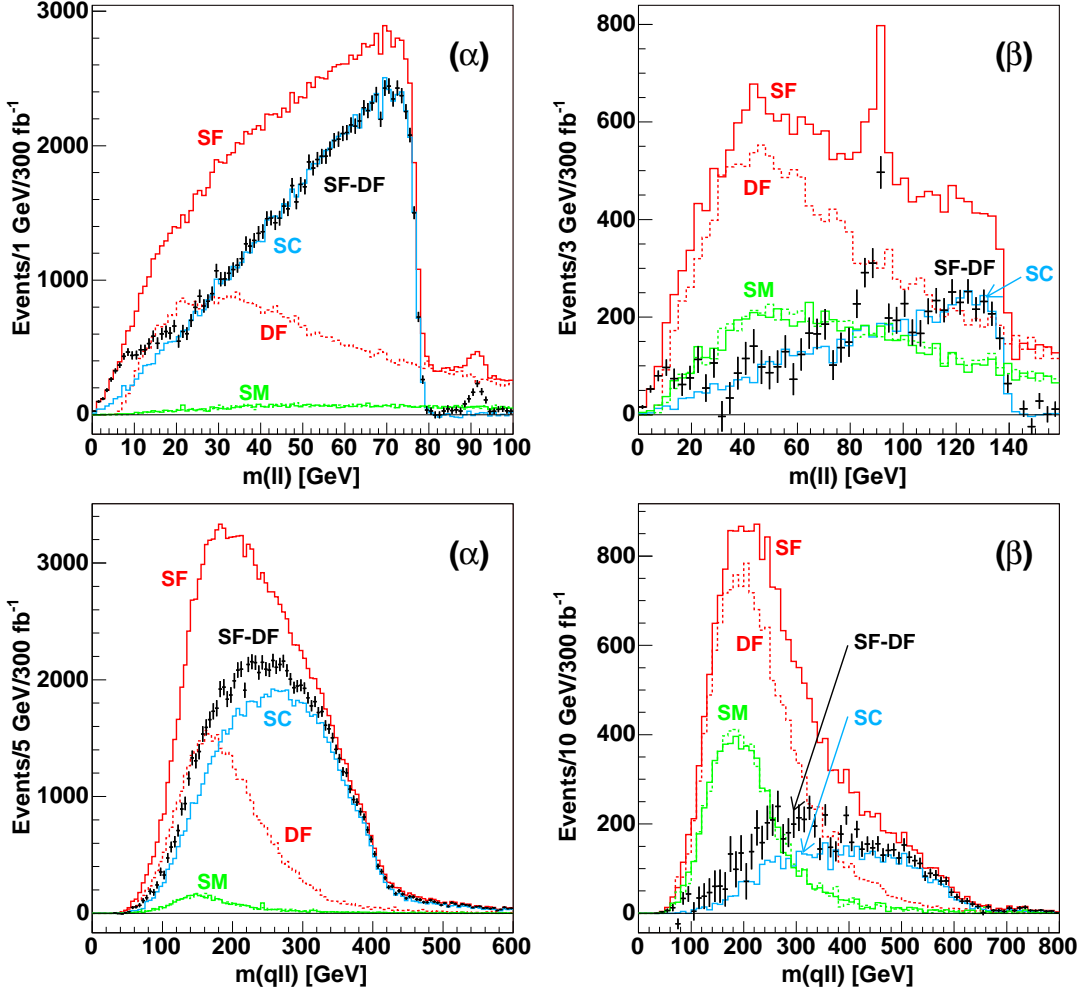 (α)
Events/1 GeV/300 fb⁻¹
3000
2000
1000
0
SF
SF-DF
SC
DF
SM
0 10 20 30 40 50 60 70 80 90 100
m(ll) [GeV]
(β)
Events/3 GeV/300 fb⁻¹
800
600
400
200
0
SF
DF
SM
SF-DF
SC
0 20 40 60 80 100 120 140
m(ll) [GeV]
(α)
Events/5 GeV/300 fb⁻¹
3000
2000
1000
0
SF
SF-DF
SC
DF
SM
0 100 200 300 400 500 600
m(qll) [GeV]
(β)
Events/10 GeV/300 fb⁻¹
800
600
400
200
0
SF
DF
SF-DF
SM
SC
0 100 200 300 400 500 600 700 800
m(qll) [GeV]